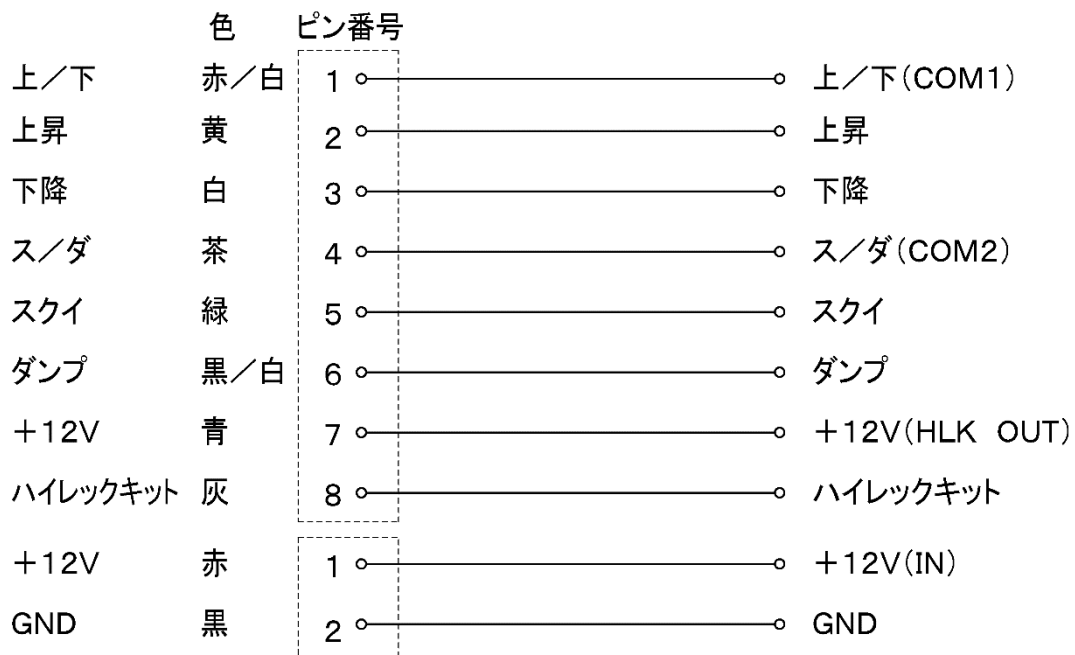 色 ピン番号
上／下 赤／白 1 上／下(COM1)
上昇 黄 2 上昇
下降 白 3 下降
ス／ダ 茶 4 ス／ダ(COM2)
スクイ 緑 5 スクイ
ダンプ 黒／白 6 ダンプ
＋12V 青 7 ＋12V(HLK OUT)
ハイレックキット 灰 8 ハイレックキット
＋12V 赤 1 ＋12V(IN)
GND 黒 2 GND